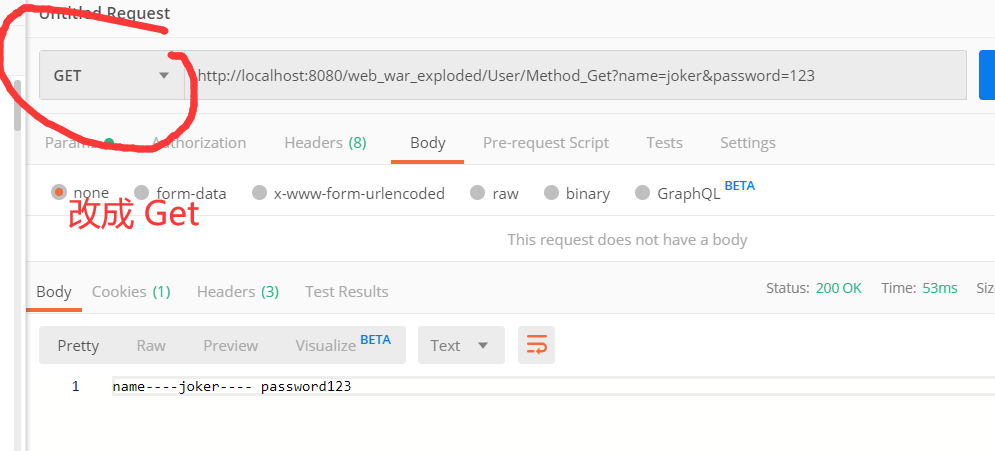 Untitled Request
GET http://localhost:8080/web_war_exploded/User/Method_Get?name=joker&password=123
Params Authorization Headers (8) Body Pre-request Script Tests Settings
none form-data x-www-form-urlencoded raw binary GraphQL BETA
改成 Get
This request does not have a body
Body Cookies (1) Headers (3) Test Results Status: 200 OK Time: 53ms
Pretty Raw Preview Visualize BETA Text
1 name----joker---- password123